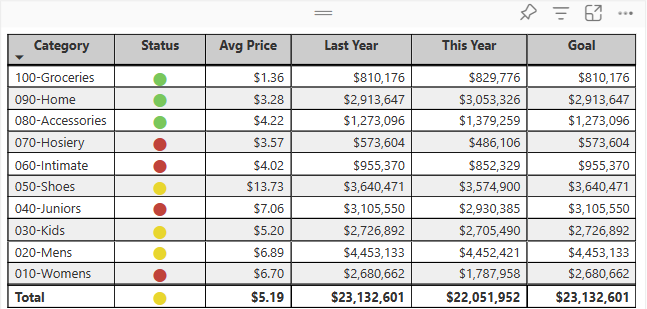 Category Status Avg Price Last Year This Year Goal
100-Groceries $1.36 $810,176 $829,776 $810,176
090-Home $3.28 $2,913,647 $3,053,326 $2,913,647
080-Accessories $4.22 $1,273,096 $1,379,259 $1,273,096
070-Hosiery $3.57 $573,604 $486,106 $573,604
060-Intimate $4.02 $955,370 $852,329 $955,370
050-Shoes $13.73 $3,640,471 $3,574,900 $3,640,471
040-Juniors $7.06 $3,105,550 $2,930,385 $3,105,550
030-Kids $5.20 $2,726,892 $2,705,490 $2,726,892
020-Mens $6.89 $4,453,133 $4,452,421 $4,453,133
010-Womens $6.70 $2,680,662 $1,787,958 $2,680,662
Total $5.19 $23,132,601 $22,051,952 $23,132,601